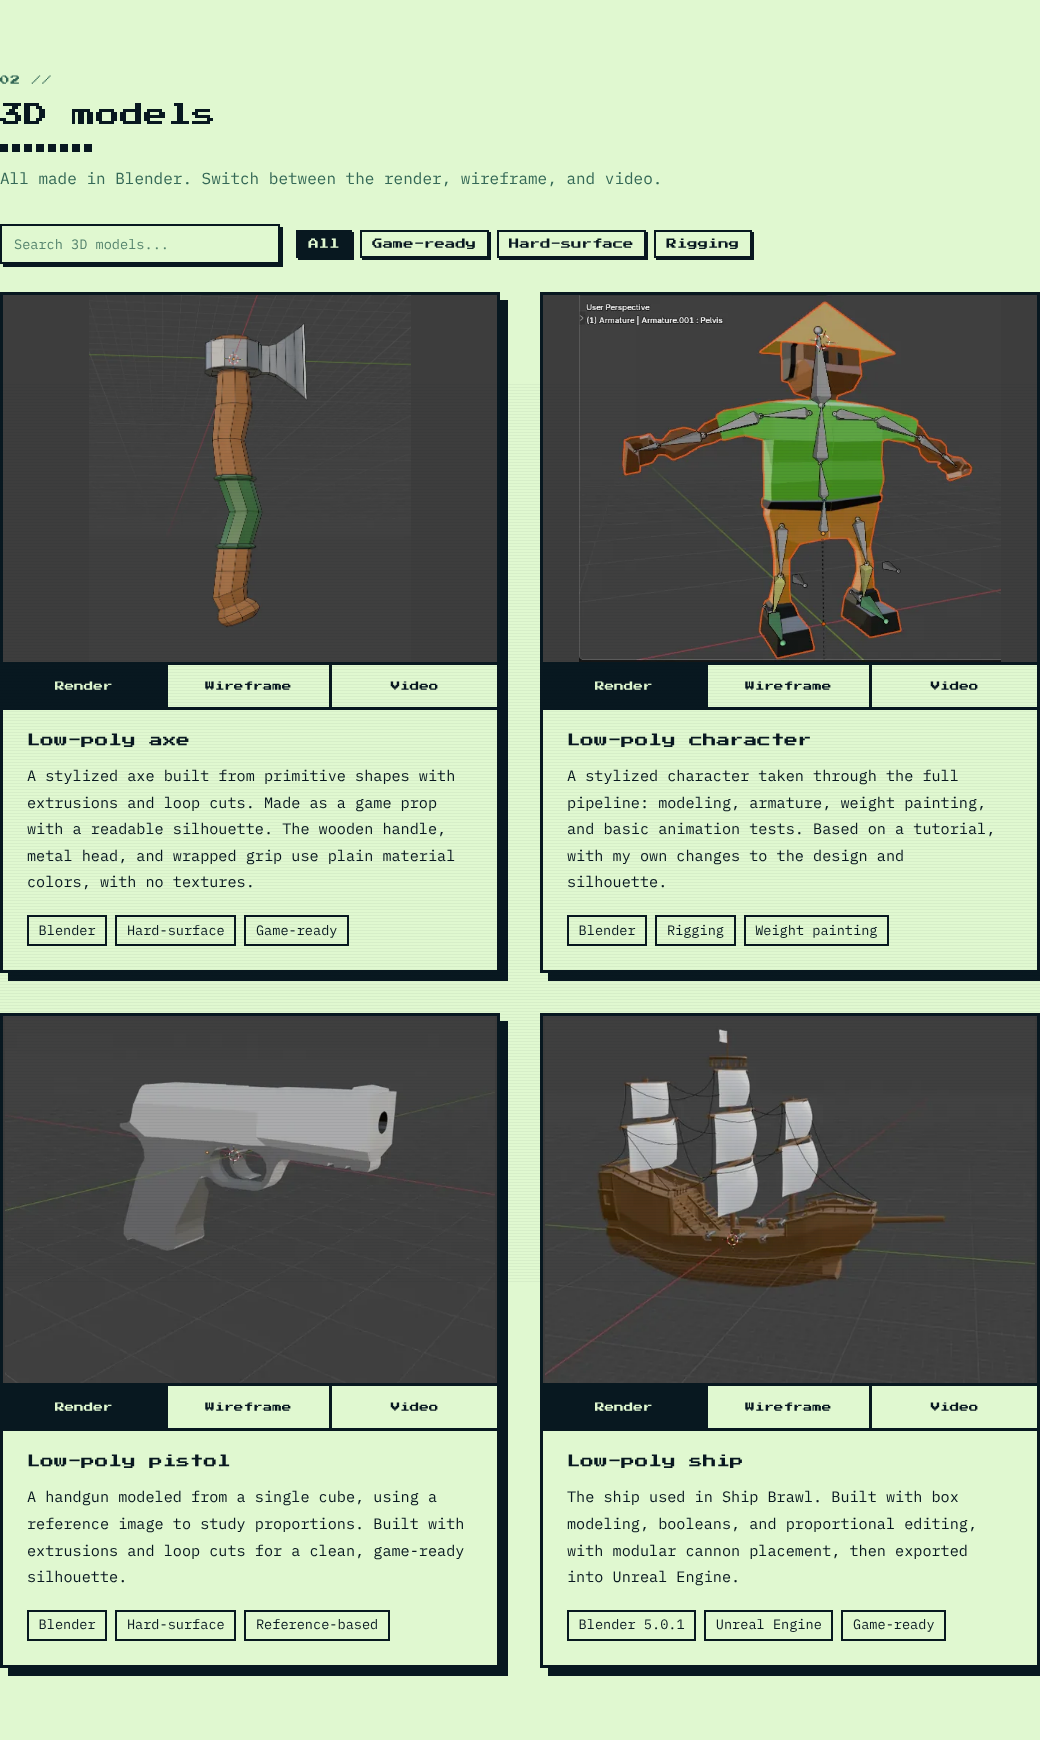 02 //
3D models
All made in Blender. Switch between the render, wireframe, and video.
Search 3D models...
All
Game-ready
Hard-surface
Rigging
User Perspective
(1) Armature | Armature.001 : Pelvis
Render
Wireframe
Video
Low-poly axe
A stylized axe built from primitive shapes with
extrusions and loop cuts. Made as a game prop
with a readable silhouette. The wooden handle,
metal head, and wrapped grip use plain material
colors, with no textures.
Blender
Hard-surface
Game-ready
Render
Wireframe
Video
Low-poly character
A stylized character taken through the full
pipeline: modeling, armature, weight painting,
and basic animation tests. Based on a tutorial,
with my own changes to the design and
silhouette.
Blender
Rigging
Weight painting
Render
Wireframe
Video
Low-poly pistol
A handgun modeled from a single cube, using a
reference image to study proportions. Built with
extrusions and loop cuts for a clean, game-ready
silhouette.
Blender
Hard-surface
Reference-based
Render
Wireframe
Video
Low-poly ship
The ship used in Ship Brawl. Built with box
modeling, booleans, and proportional editing,
with modular cannon placement, then exported
into Unreal Engine.
Blender 5.0.1
Unreal Engine
Game-ready